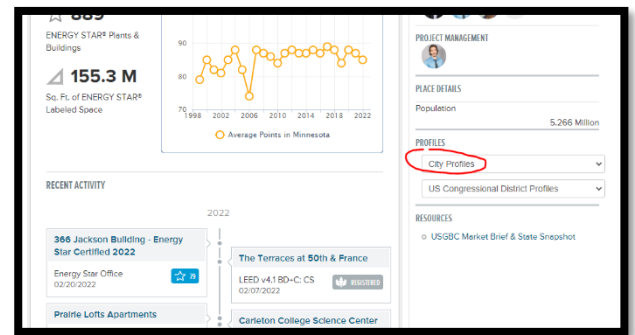 889
ENERGY STAR® Plants &
Buildings
155.3 M
Sq. Ft. of ENERGY STAR®
Labeled Space
90
80
70
1998 2002 2006 2010 2014 2018 2022
Average Points in Minnesota
RECENT ACTIVITY
2022
366 Jackson Building - Energy
Star Certified 2022
Energy Star Office
02/20/2022
The Terraces at 50th & France
LEED v4.1 BD+C: CS
02/07/2022
REGISTERED
Prairie Lofts Apartments
Carleton College Science Center
PROJECT MANAGEMENT
PLACE DETAILS
Population
5.266 Million
PROFILES
City Profiles
US Congressional District Profiles
RESOURCES
USGBC Market Brief & State Snapshot